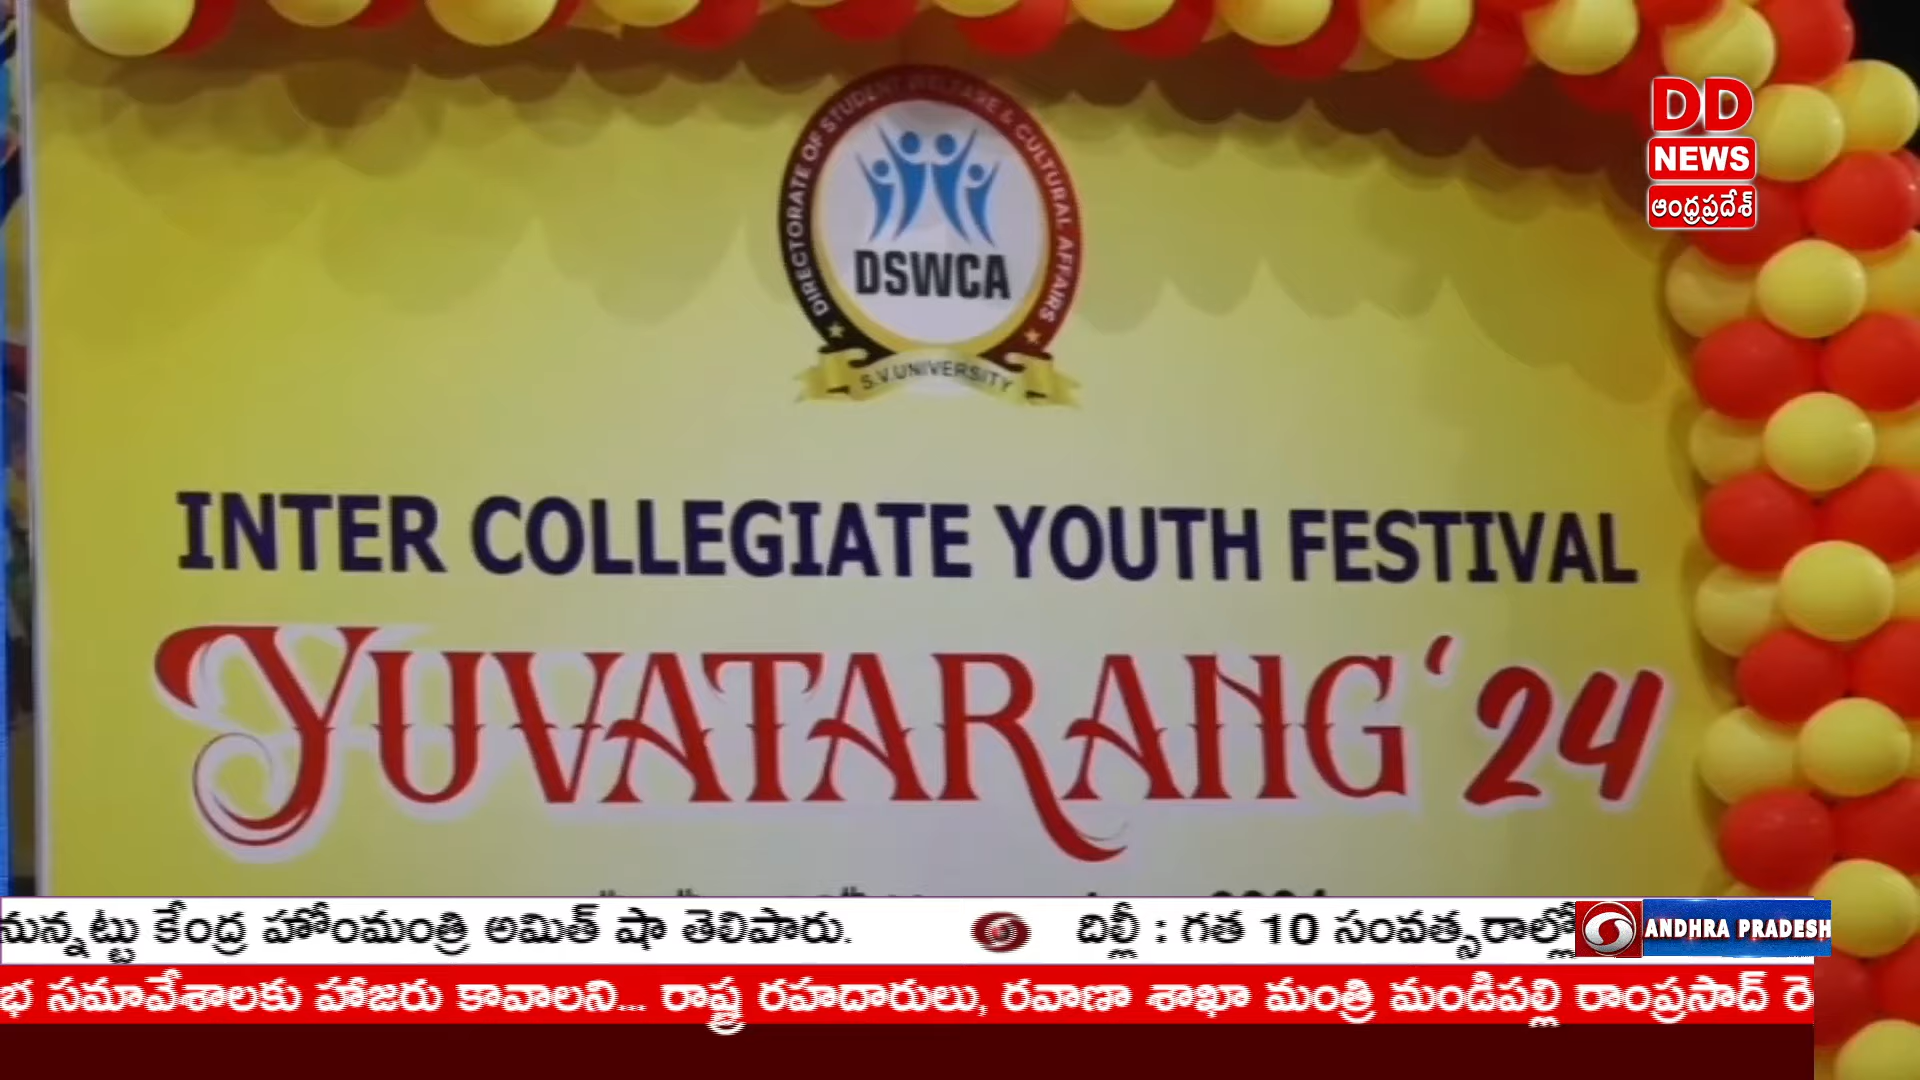 DIRECTORATE OF STUDENT WELFARE & CULTURAL AFFAIRS
DSWCA
S.V.UNIVERSITY
DD
NEWS
ఆంధ్రప్రదేశ్
INTER COLLEGIATE YOUTH FESTIVAL
YUVATARANG ‘24
నున్నట్టు కేంద్ర హోంమంత్రి అమిత్ షా తెలిపారు. ఢిల్లీ : గత 10 సంవత్సరాల్లో
ANDHRA PRADESH
భ సమావేశాలకు హాజరు కావాలని... రాష్ట్ర రహదారులు, రవాణా శాఖా మంత్రి మండిపల్లి రాంప్రసాద్ రె